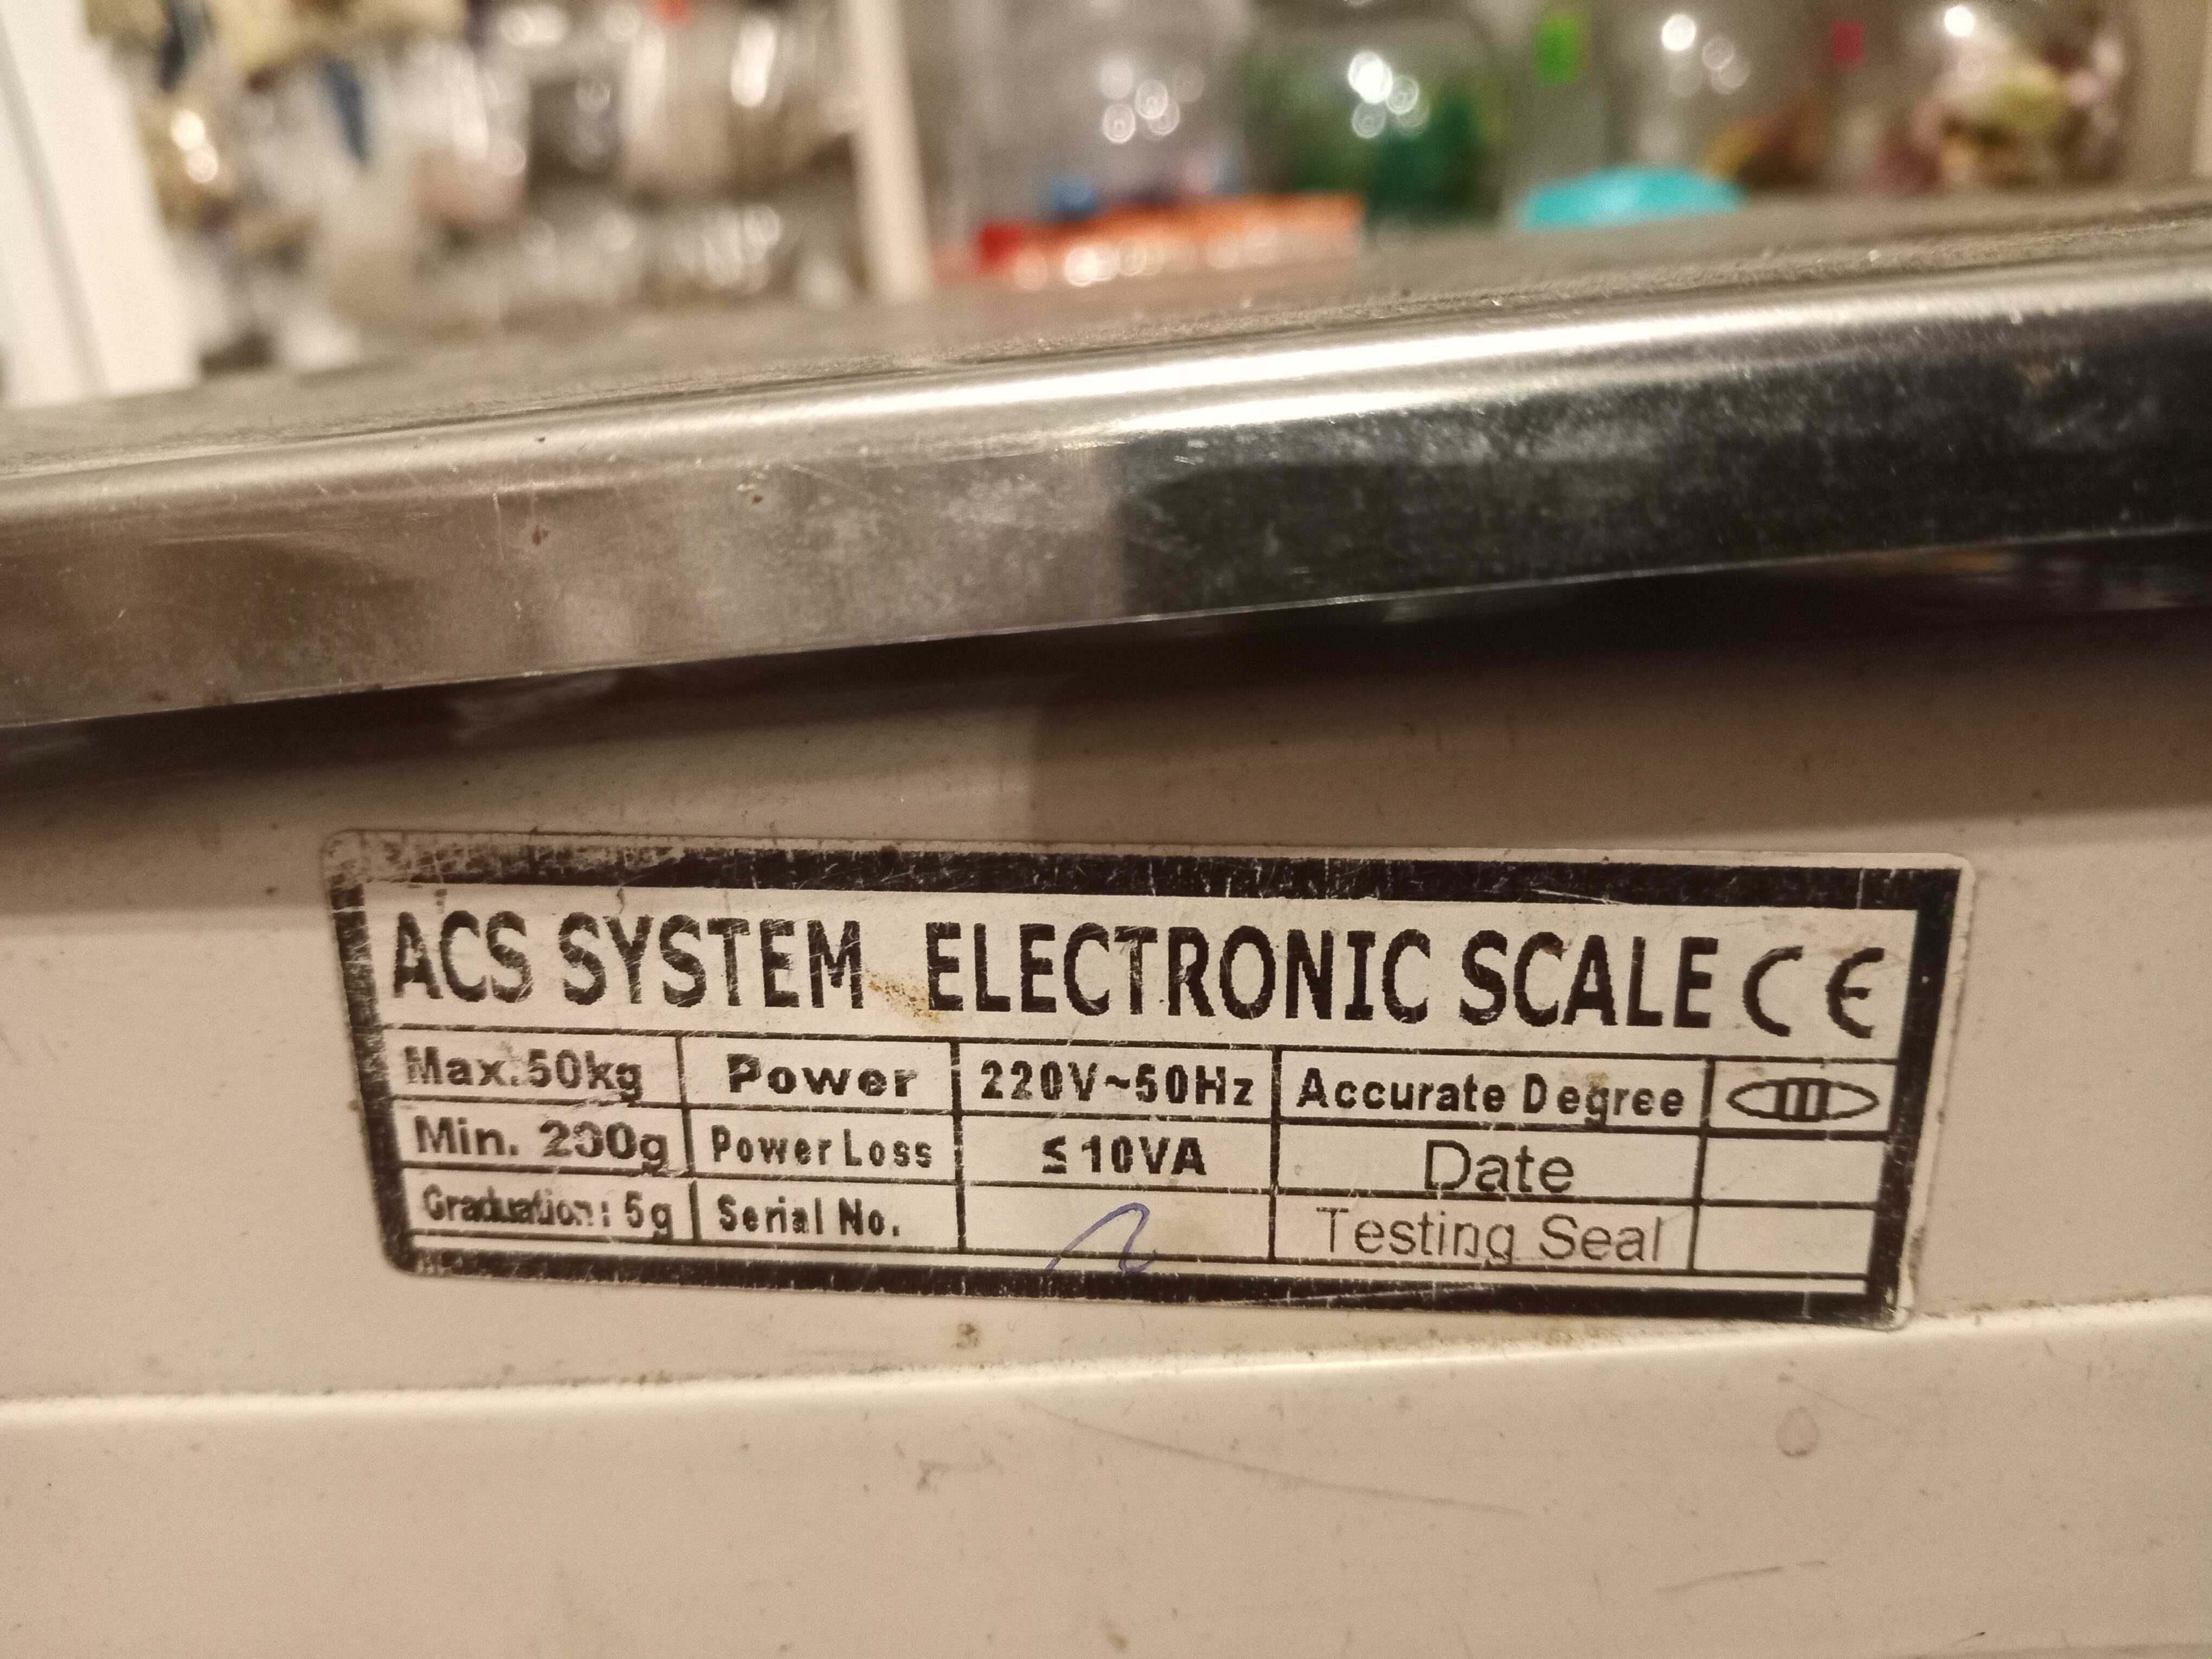 ACS SYSTEM ELECTRONIC SCALE CE
Max.50kg Power 220V~50Hz Accurate Degree III
Min. 200g Power Loss ≤10VA Date
Graduation: 5g Serial No. Testing Seal